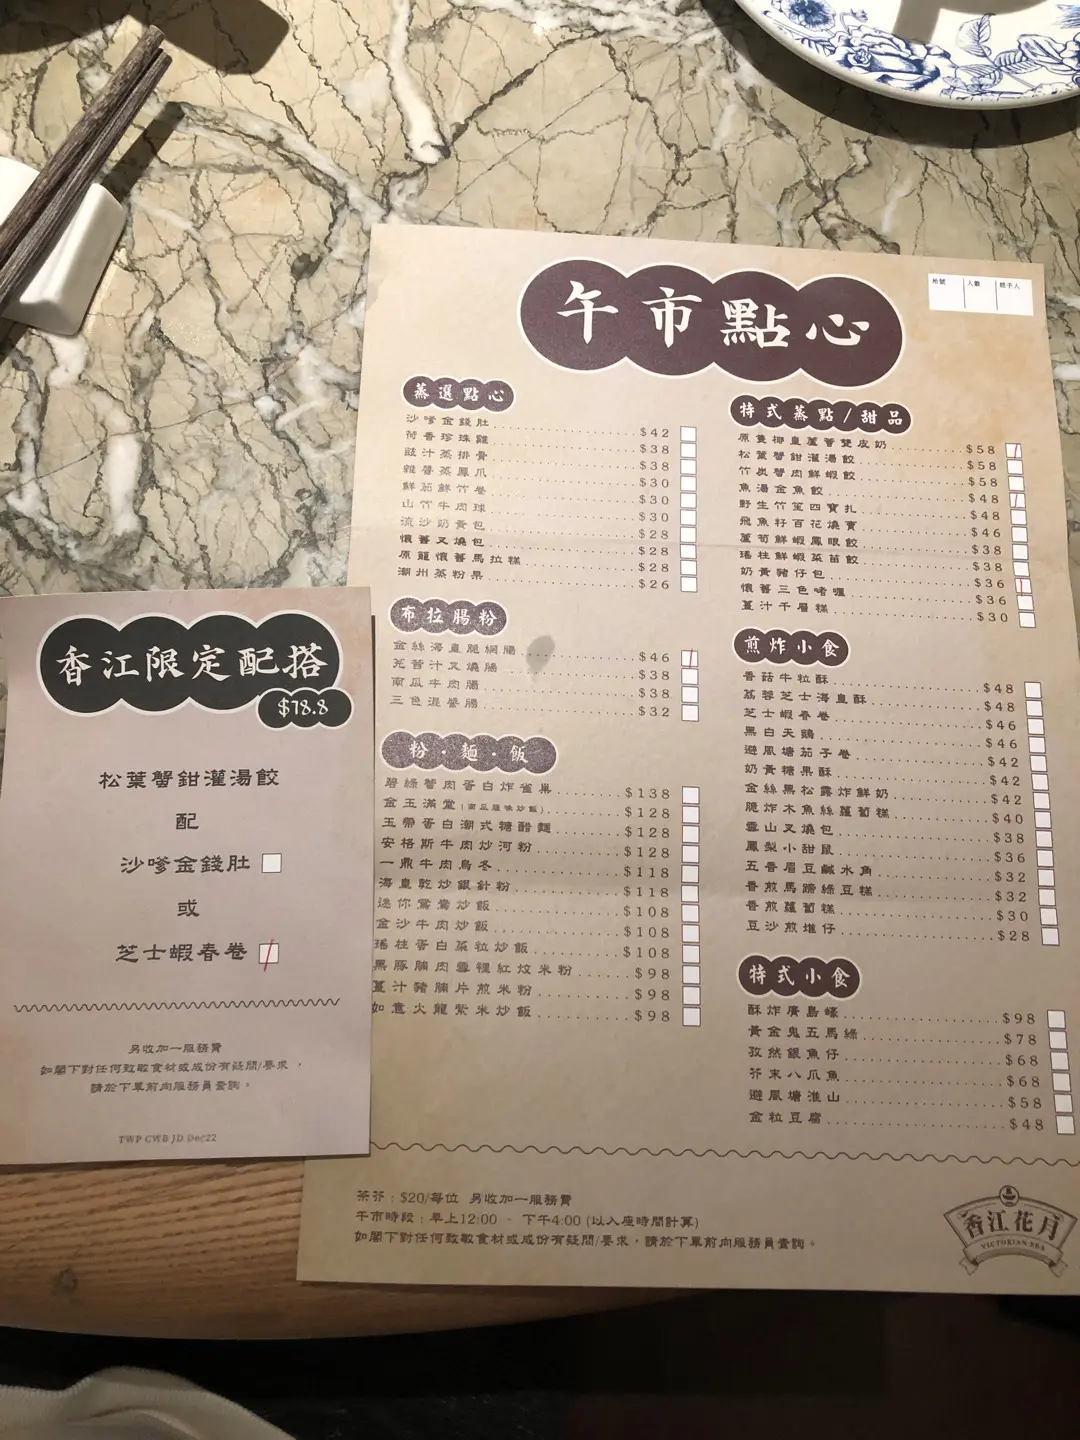 午市點心
枱號
人數
經手人
蒸選點心
沙嗲金錢肚 $42
荷香珍珠雞 $38
豉汁蒸排骨 $38
雜醬蒸鳳爪 $30
鮮菇鮮竹卷 $30
山竹牛肉球 $30
流沙奶黃包 $28
懷舊叉燒包 $28
原籠懷舊馬拉糕 $28
潮州蒸粉果 $26
布拉腸粉
金絲海皇脆網腸 $46
芫茜汁叉燒腸 $38
南瓜牛肉腸 $38
三色混醬腸 $32
粉·麵·飯
碧綠蟹肉蛋白炸雀巢 $138
金玉滿堂(南瓜臘味炒飯) $128
玉帶蛋白潮式糖醋麵 $128
安格斯牛肉炒河粉 $128
一鼎牛肉烏冬 $118
海皇乾炒銀針粉 $118
迷你鴛鴦炒飯 $108
金沙牛肉炒飯 $108
瑤柱蛋白菜粒炒飯 $108
黑豚腩肉雪裡紅炆米粉 $98
薑汁豬腩片煎米粉 $98
如意火龍紫米炒飯 $98
特式蒸點/甜品
原隻椰皇蘆薈雙皮奶 $58
松葉蟹鉗灌湯餃 $58
竹炭蟹肉鮮蝦餃 $58
魚湯金魚餃 $48
野生竹笙四寶扎 $48
飛魚籽百花燒賣 $46
蘆筍鮮蝦鳳眼餃 $38
瑤柱鮮蝦菜苗餃 $38
奶黃豬仔包 $36
懷舊三色啫喱 $36
薑汁千層糕 $30
煎炸小食
香菇牛粒酥 $48
荔蓉芝士海皇酥 $48
芝士蝦春卷 $46
黑白天鵝 $46
避風塘茄子卷 $42
奶黃糖果酥 $42
金絲黑松露炸鮮奶 $42
脆炸木魚絲蘿蔔糕 $40
雪山叉燒包 $38
鳳梨小甜鼠 $36
五香眉豆鹹水角 $32
香煎馬蹄綠豆糕 $32
香煎蘿蔔糕 $30
豆沙煎堆仔 $28
特式小食
酥炸廣島蠔 $98
黃金鬼五馬綠 $78
孜然銀魚仔 $68
芥末八爪魚 $68
避風塘淮山 $58
金粒豆腐 $48
茶芥:$20/每位 另收加一服務費
午市時段:早上12:00 - 下午4:00 (以入座時間計算)
如閣下對任何致敏食材或成份有疑問/要求,請於下單前向服務員查詢。
香江花月
VICTORIAN ERA
香江限定配搭
$78.8
松葉蟹鉗灌湯餃
配
沙嗲金錢肚
或
芝士蝦春卷
另收加一服務費
如閣下對任何致敏食材或成份有疑問/要求,
請於下單前向服務員查詢。
TWP CWB JD Dec22